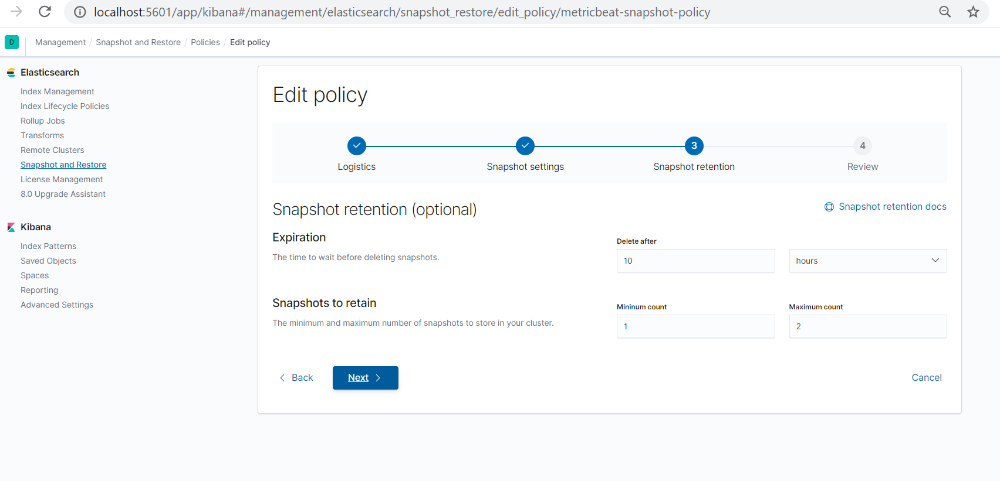 localhost:5601/app/kibana#/management/elasticsearch/snapshot_restore/edit_policy/metricbeat-snapshot-policy
D Management / Snapshot and Restore / Policies / Edit policy
Elasticsearch
Index Management
Index Lifecycle Policies
Rollup Jobs
Transforms
Remote Clusters
Snapshot and Restore
License Management
8.0 Upgrade Assistant
Kibana
Index Patterns
Saved Objects
Spaces
Reporting
Advanced Settings
Edit policy
3 4
Logistics Snapshot settings Snapshot retention Review
Snapshot retention (optional) Snapshot retention docs
Expiration
The time to wait before deleting snapshots.
Delete after
10 hours
Snapshots to retain
The minimum and maximum number of snapshots to store in your cluster.
Mininum count Maximum count
1 2
Back Next Cancel